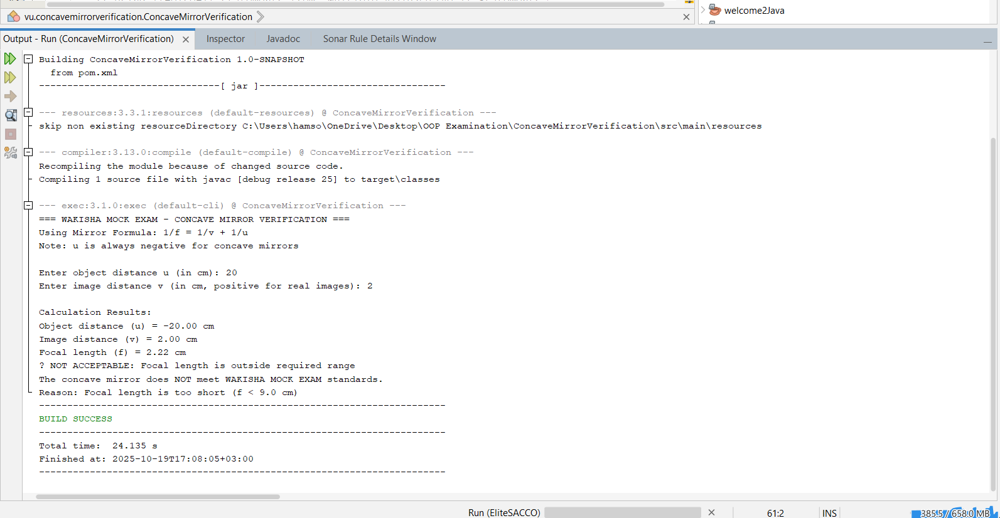 vu.concavemirrorverification.ConcaveMirrorVerification
welcome2Java
Output - Run (ConcaveMirrorVerification)
Inspector
Javadoc
Sonar Rule Details Window
Building ConcaveMirrorVerification 1.0-SNAPSHOT
  from pom.xml
--------------------------------[ jar ]---------------------------------
--- resources:3.3.1:resources (default-resources) @ ConcaveMirrorVerification ---
skip non existing resourceDirectory C:\Users\hamso\OneDrive\Desktop\OOP Examination\ConcaveMirrorVerification\src\main\resources
--- compiler:3.13.0:compile (default-compile) @ ConcaveMirrorVerification ---
Recompiling the module because of changed source code.
Compiling 1 source file with javac [debug release 25] to target\classes
--- exec:3.1.0:exec (default-cli) @ ConcaveMirrorVerification ---
=== WAKISHA MOCK EXAM - CONCAVE MIRROR VERIFICATION ===
Using Mirror Formula: 1/f = 1/v + 1/u
Note: u is always negative for concave mirrors
Enter object distance u (in cm): 20
Enter image distance v (in cm, positive for real images): 2
Calculation Results:
Object distance (u) = -20.00 cm
Image distance (v) = 2.00 cm
Focal length (f) = 2.22 cm
? NOT ACCEPTABLE: Focal length is outside required range
The concave mirror does NOT meet WAKISHA MOCK EXAM standards.
Reason: Focal length is too short (f < 9.0 cm)
------------------------------------------------------------------------
BUILD SUCCESS
------------------------------------------------------------------------
Total time:  24.135 s
Finished at: 2025-10-19T17:08:05+03:00
------------------------------------------------------------------------
Run (EliteSACCO)
61:2
INS
385.5 / 658.0 MB